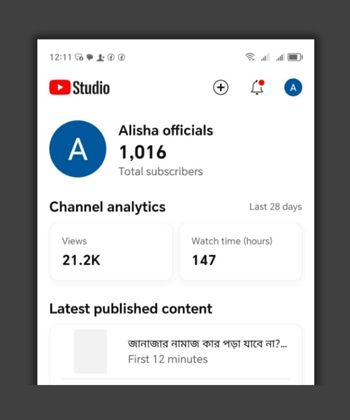 12:11
Studio
A
A
Alisha officials
1,016
Total subscribers
Channel analytics
Last 28 days
Views
21.2K
Watch time (hours)
147
Latest published content
জানাজার নামাজ কার পড়া যাবে না?...
First 12 minutes